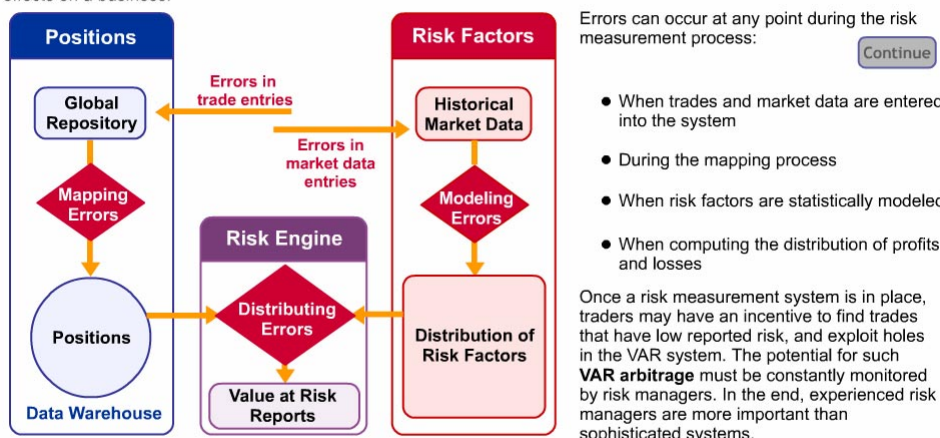 Positions
Global
Repository
Mapping
Errors
Positions
Data Warehouse
Errors in
trade entries
Errors in
market data
entries
Risk Engine
Distributing
Errors
Value at Risk
Reports
Risk Factors
Historical
Market Data
Modeling
Errors
Distribution of
Risk Factors
Errors can occur at any point during the risk
measurement process:
Continue
● When trades and market data are entered
into the system
● During the mapping process
● When risk factors are statistically modeled
● When computing the distribution of profits
and losses
Once a risk measurement system is in place,
traders may have an incentive to find trades
that have low reported risk, and exploit holes
in the VAR system. The potential for such
VAR arbitrage must be constantly monitored
by risk managers. In the end, experienced risk
managers are more important than
sophisticated systems.